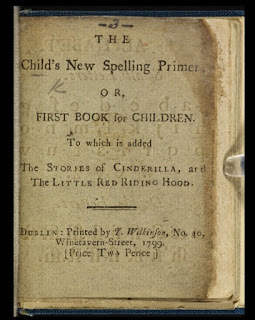 THE
Child's New Spelling Primer;
OR,
FIRST BOOK for CHILDREN.
To which is added
The STORIES of CINDERILLA, and
The LITTLE RED RIDING HOOD.
DUBLIN: Printed by T. Wilkinson, No. 40,
Winetavern-Street, 1799.
[Price Two Pence]